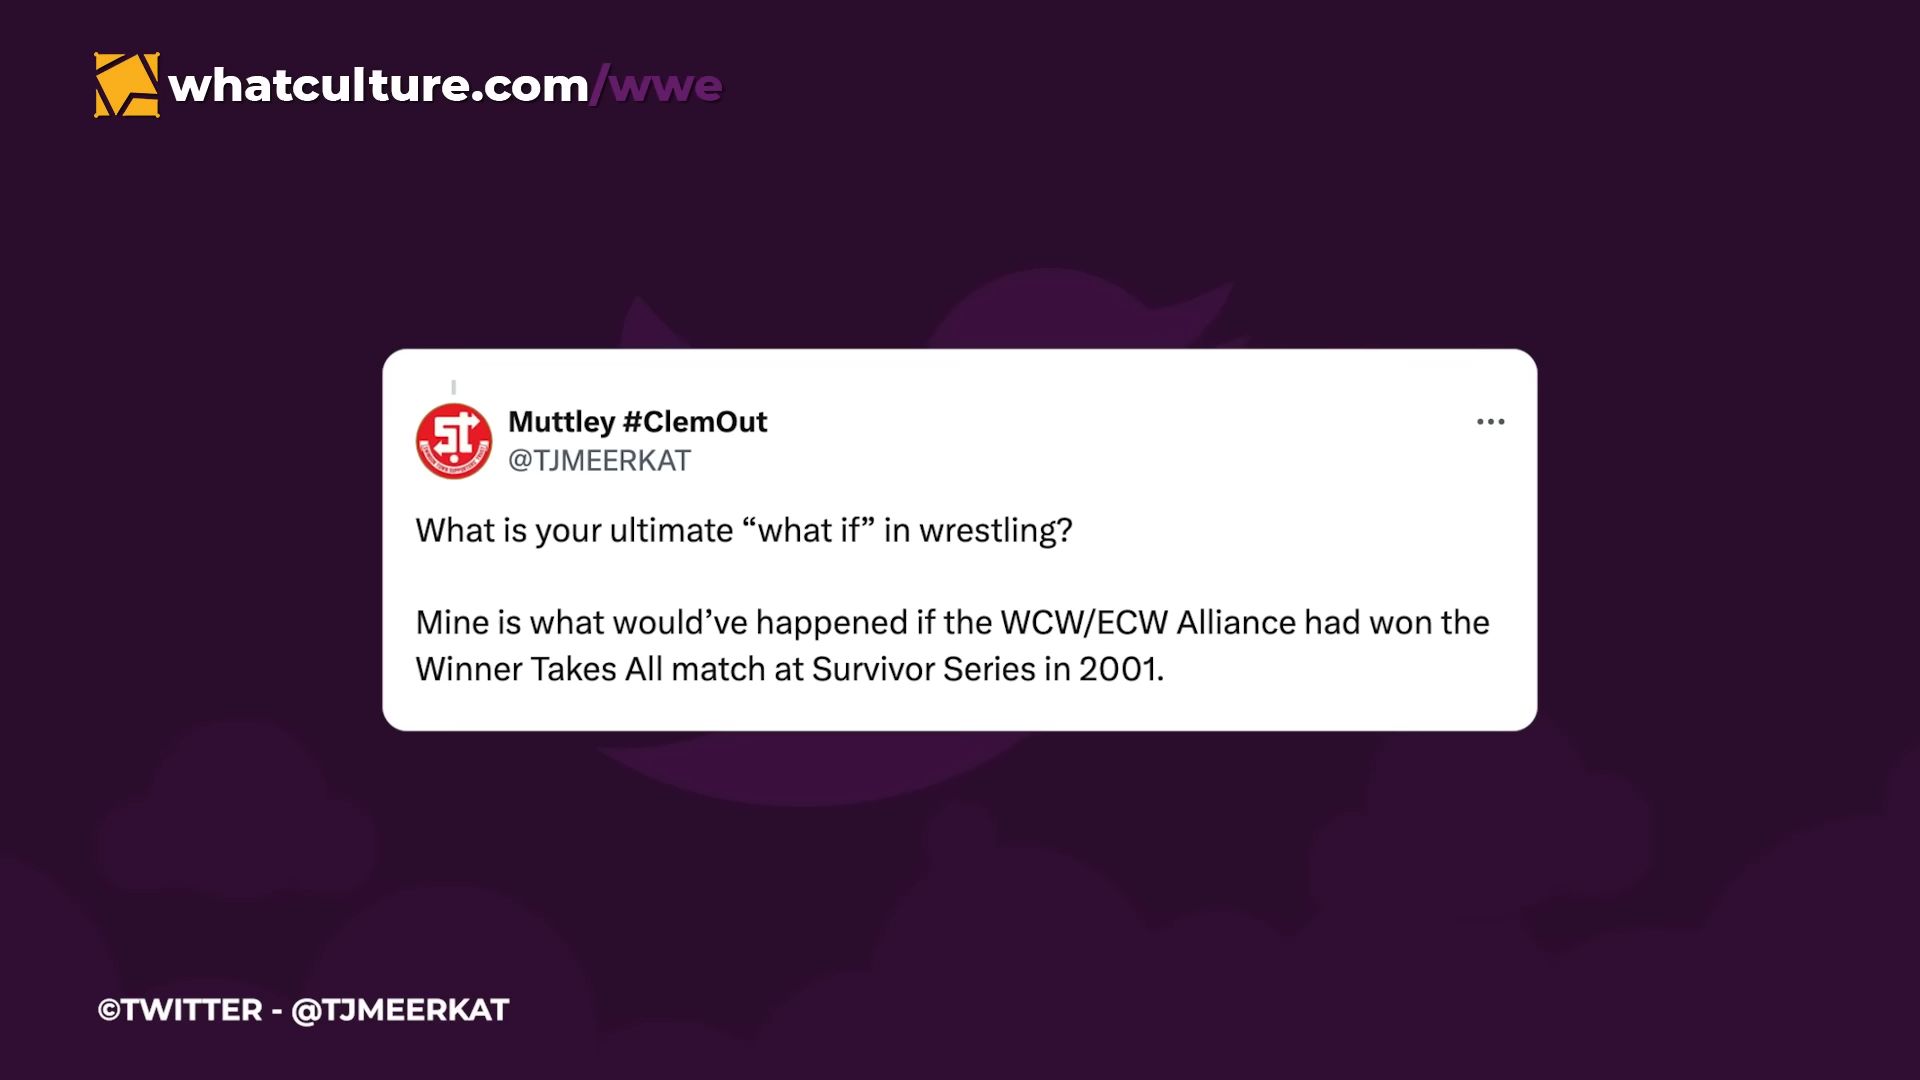 whatculture.com/wwe
Muttley #ClemOut
@TJMEERKAT
What is your ultimate “what if” in wrestling?
Mine is what would’ve happened if the WCW/ECW Alliance had won the
Winner Takes All match at Survivor Series in 2001.
©TWITTER - @TJMEERKAT